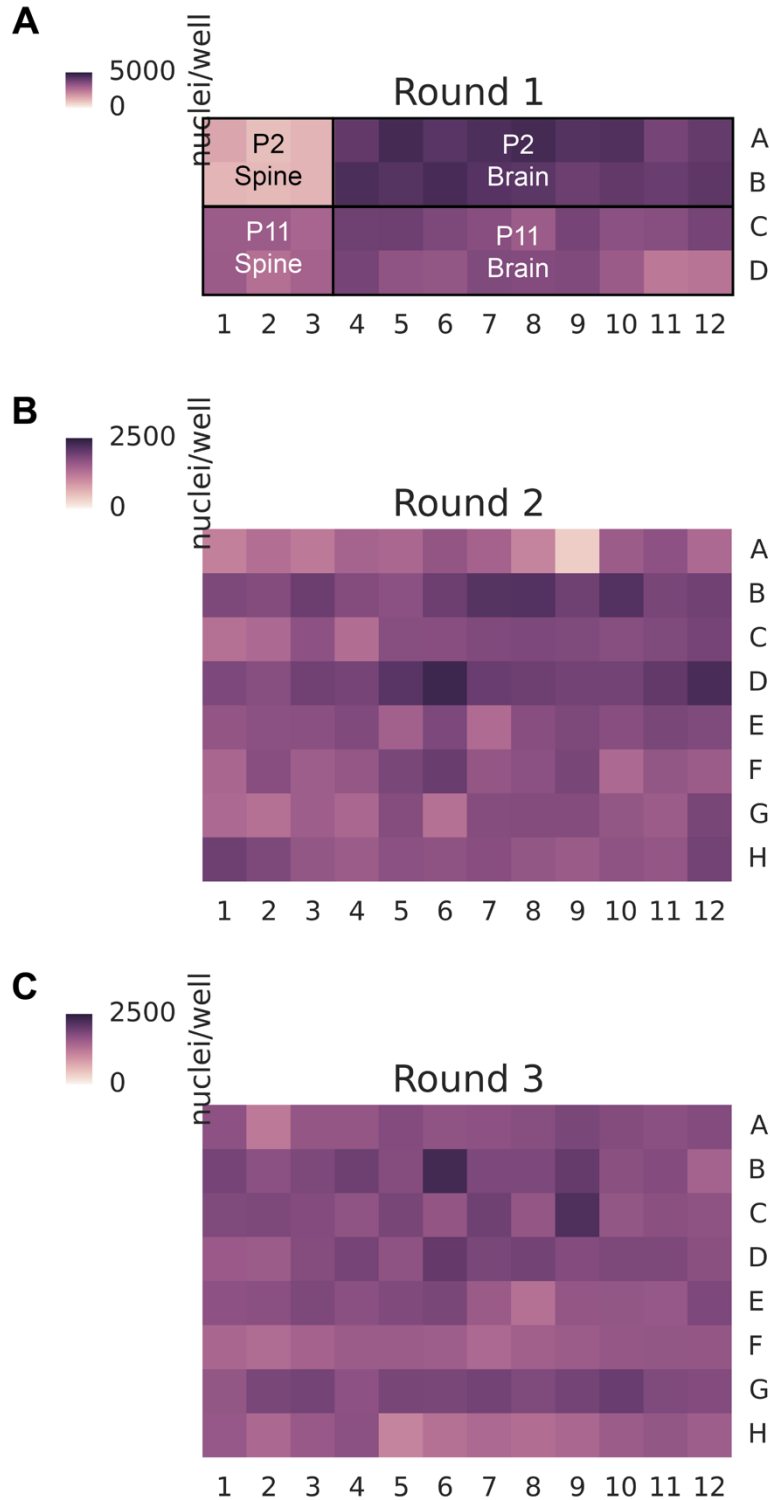 A
nuclei/well
5000
0
Round 1
P2
Spine
P2
Brain
P11
Spine
P11
Brain
A
B
C
D
1 2 3 4 5 6 7 8 9 10 11 12
B
nuclei/well
2500
0
Round 2
A
B
C
D
E
F
G
H
1 2 3 4 5 6 7 8 9 10 11 12
C
nuclei/well
2500
0
Round 3
A
B
C
D
E
F
G
H
1 2 3 4 5 6 7 8 9 10 11 12